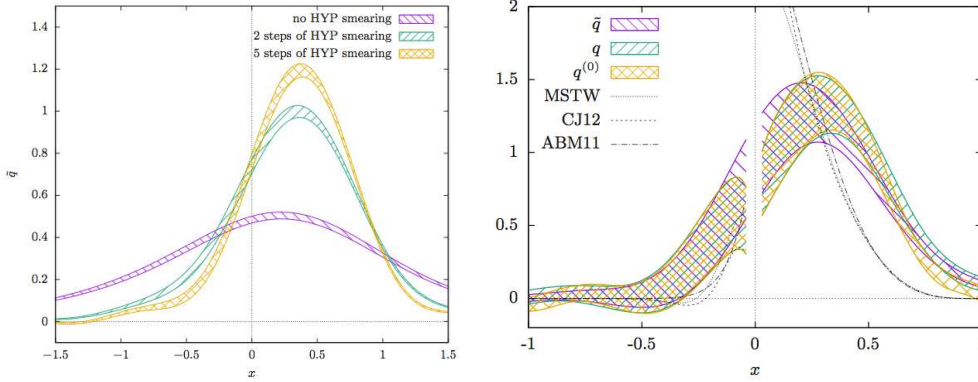 no HYP smearing
2 steps of HYP smearing
5 steps of HYP smearing
1.4
1.2
1
0.8
0.6
0.4
0.2
0
q̃
−1.5 −1 −0.5 0 0.5 1 1.5
x
2
1.5
1
0.5
0
q̃
q
q⁽⁰⁾
MSTW
CJ12
ABM11
-1 -0.5 0 0.5 1
x